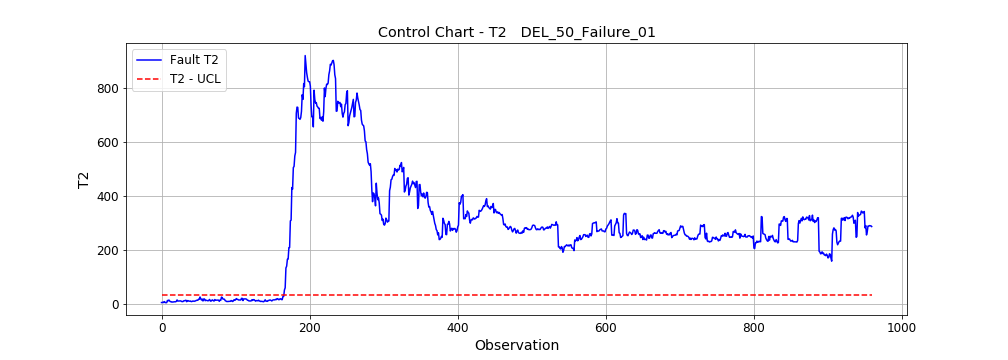 Control Chart - T2   DEL_50_Failure_01
Fault T2
T2 - UCL
T2
800
600
400
200
0
0 200 400 600 800 1000
Observation